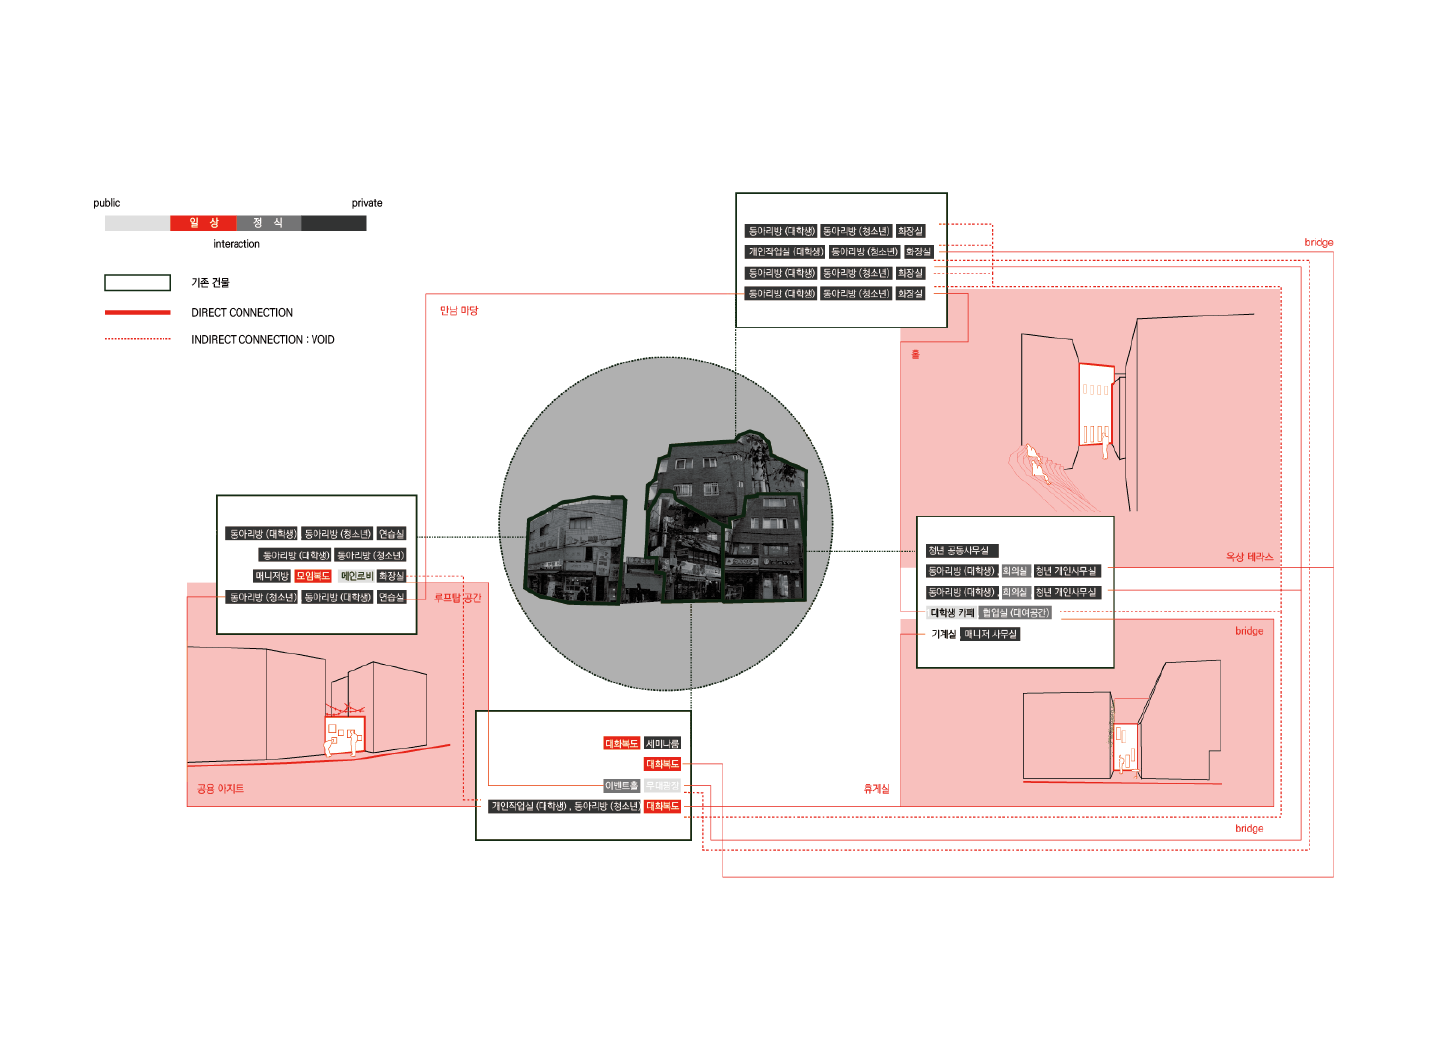 public private
일 상 정 식
interaction
기존 건물
DIRECT CONNECTION
INDIRECT CONNECTION : VOID
동아리방 (대학생) 동아리방 (청소년) 화장실
개인작업실 (대학생) 동아리방 (청소년) 화장실
동아리방 (대학생) 동아리방 (청소년) 화장실
동아리방 (대학생) 동아리방 (청소년) 화장실
bridge
만남 마당
홀
옥상 테라스
동아리방 (대학생) 동아리방 (청소년) 연습실
동아리방 (대학생) 동아리방 (청소년)
매니저방 모임복도 메인로비 화장실
동아리방 (청소년) 동아리방 (대학생) 연습실
루프탑 공간
공용 아지트
청년 공동사무실
동아리방 (대학생) , 회의실 청년 개인사무실
동아리방 (대학생) , 회의실 청년 개인사무실
대학생 카페 협업실 (대여공간)
기계실 , 매니저 사무실
bridge
휴게실
대화복도 세미나룸
대화복도
이벤트홀
개인작업실 (대학생) , 동아리방 (청소년) 대화복도
bridge